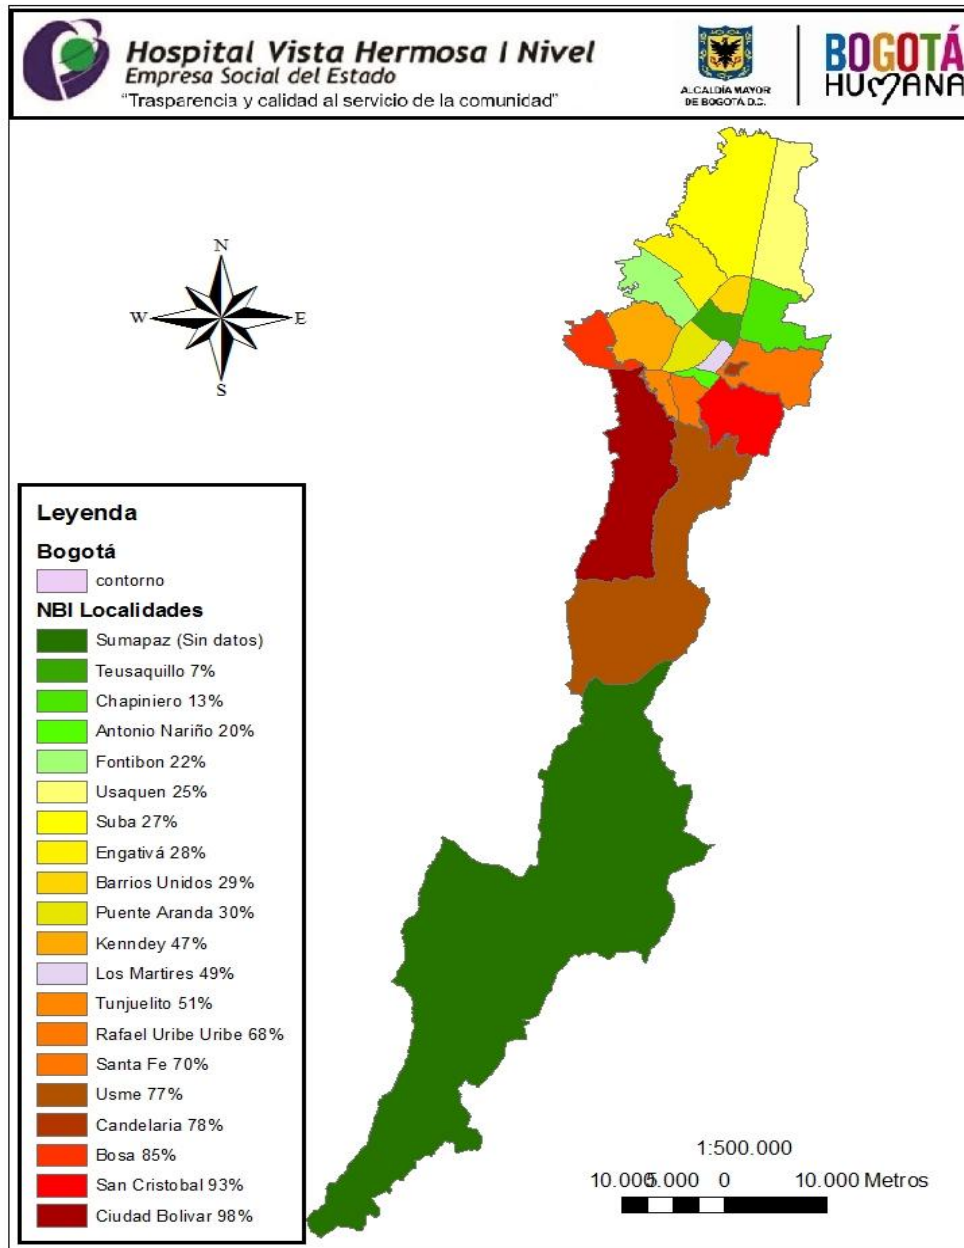 Hospital Vista Hermosa I Nivel
Empresa Social del Estado
“Trasparencia y calidad al servicio de la comunidad”
ALCALDÍA MAYOR
DE BOGOTÁ D.C.
BOGOTÁ
HUMANA
N
W
E
S
Leyenda
Bogotá
contorno
NBI Localidades
Sumapaz (Sin datos)
Teusaquillo 7%
Chapiniero 13%
Antonio Nariño 20%
Fontibon 22%
Usaquen 25%
Suba 27%
Engativá 28%
Barrios Unidos 29%
Puente Aranda 30%
Kenndey 47%
Los Martires 49%
Tunjuelito 51%
Rafael Uribe Uribe 68%
Santa Fe 70%
Usme 77%
Candelaria 78%
Bosa 85%
San Cristobal 93%
Ciudad Bolivar 98%
1:500.000
10.000 5.000 0 10.000 Metros